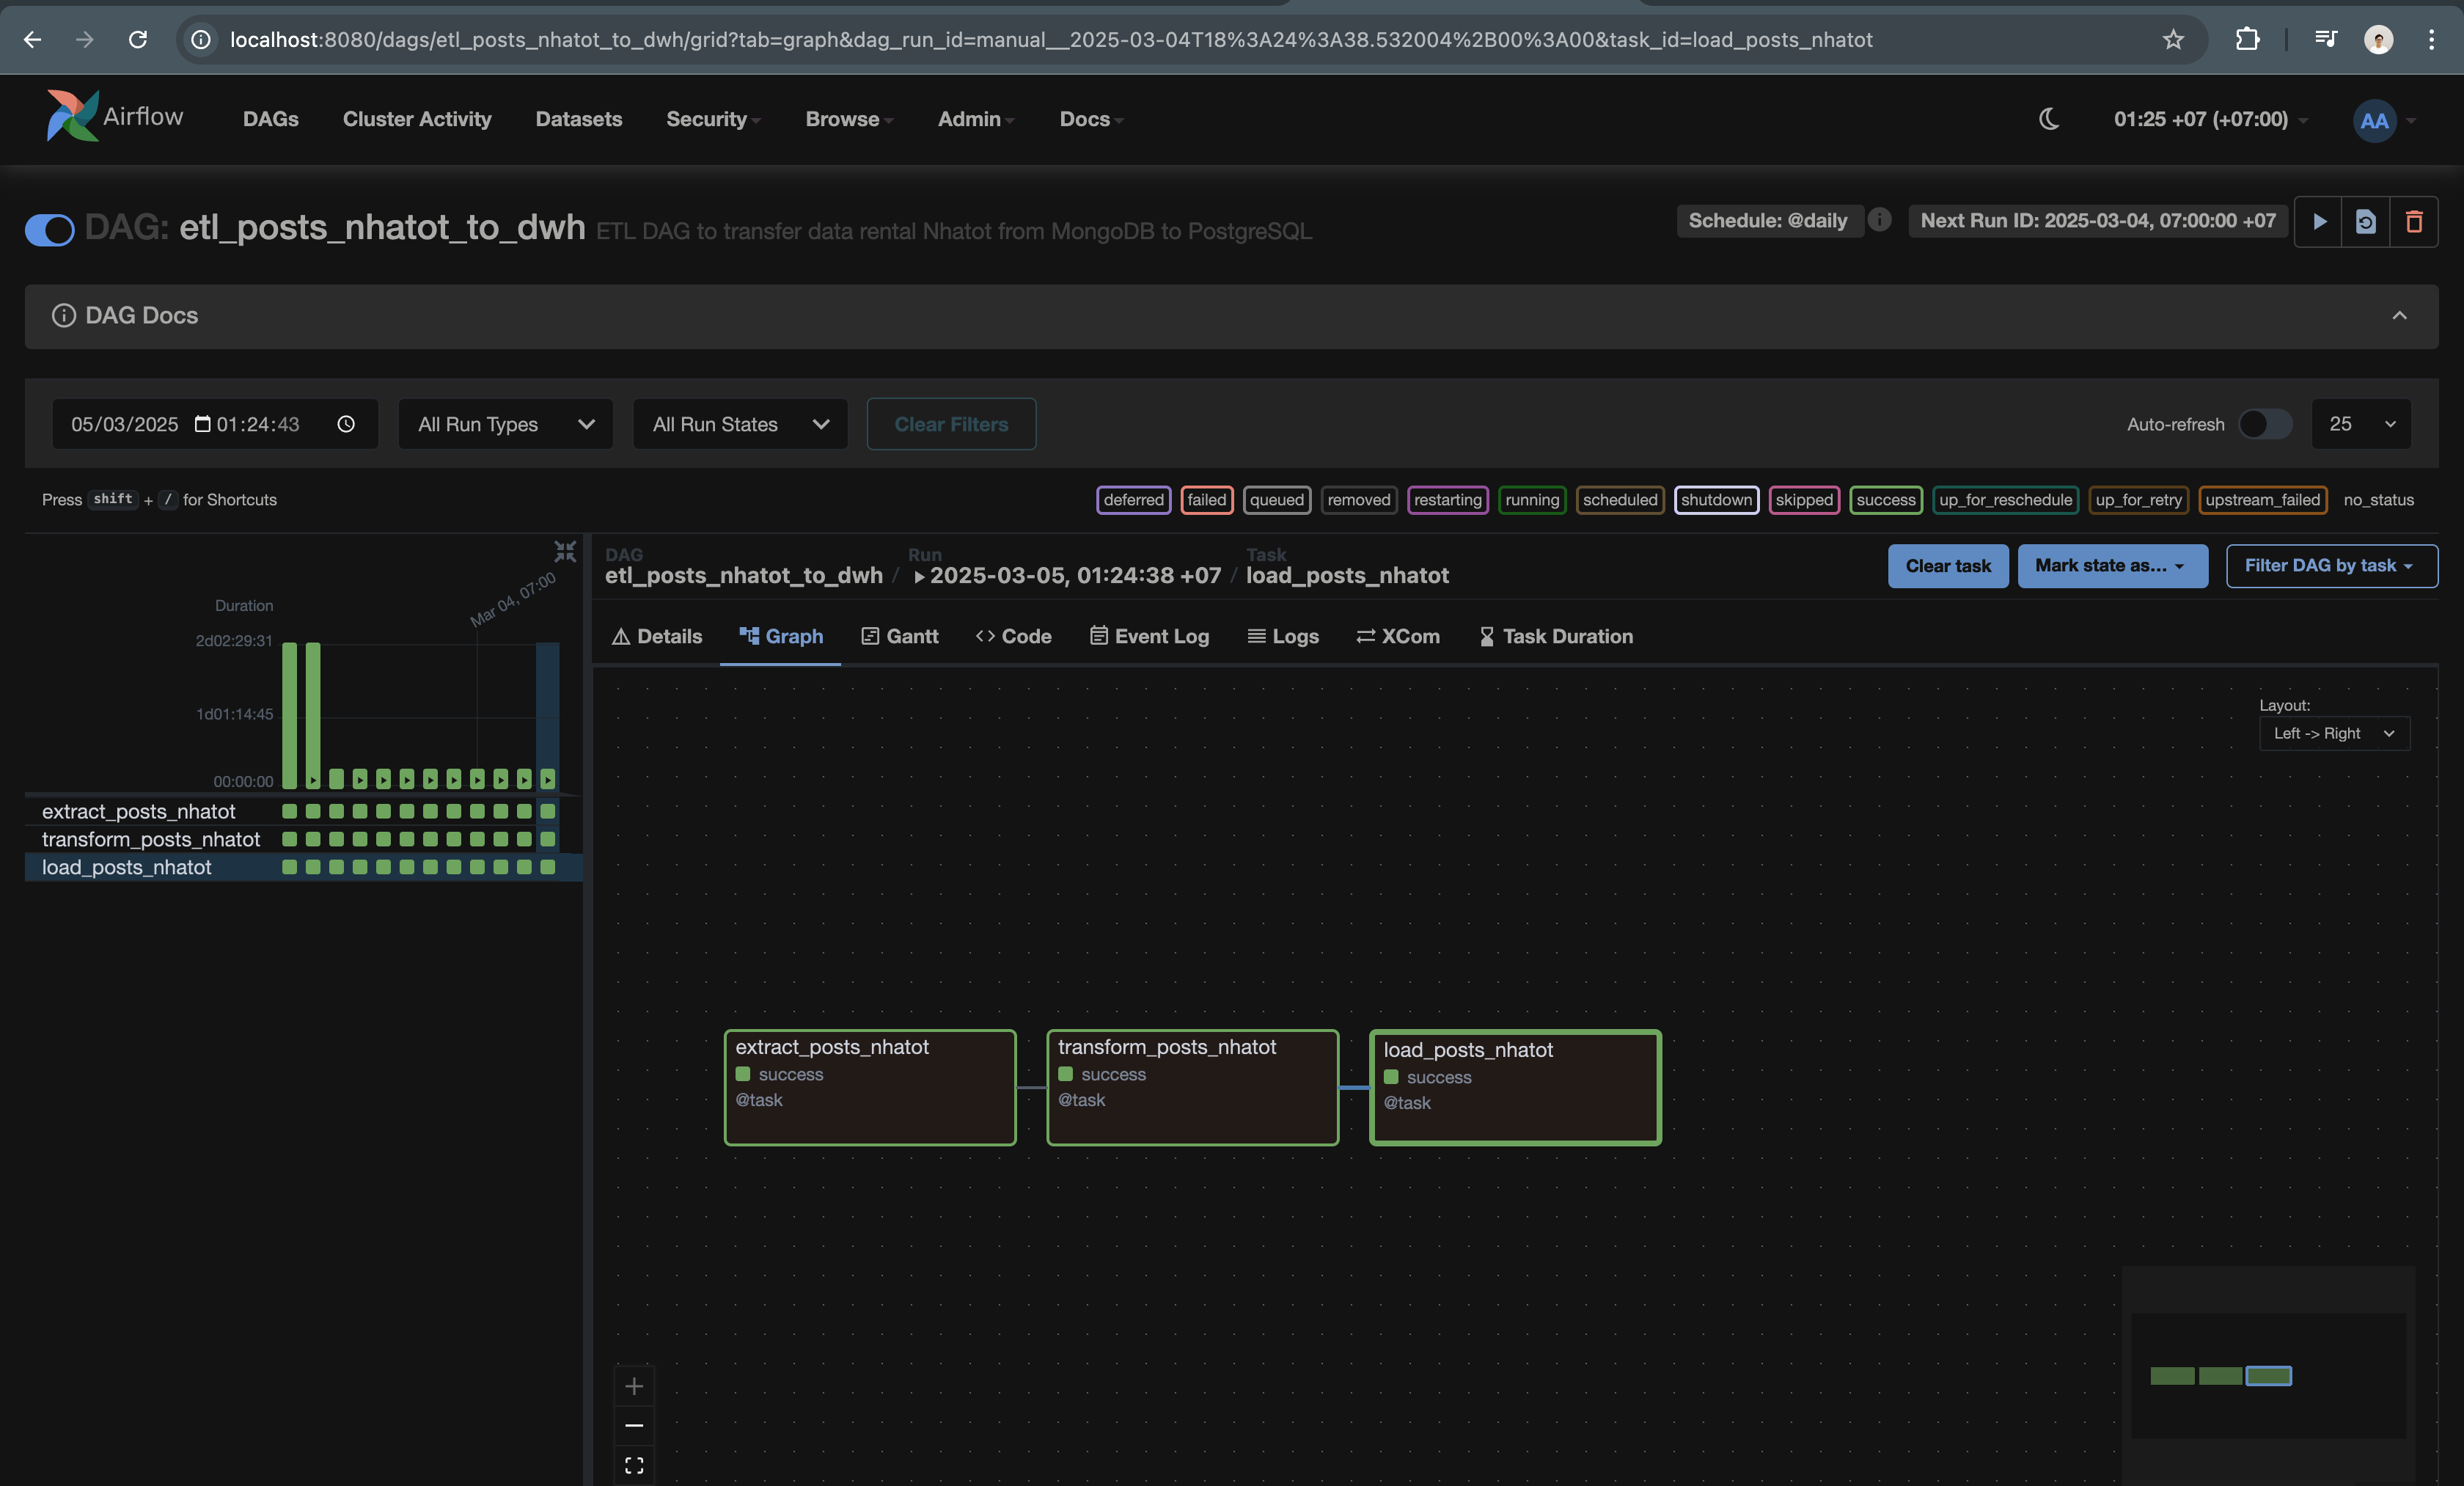 localhost:8080/dags/etl_posts_nhatot_to_dwh/grid?tab=graph&dag_run_id=manual__2025-03-04T18%3A24%3A38.532004%2B00%3A00&task_id=load_posts_nhatot
Airflow DAGs Cluster Activity Datasets Security Browse Admin Docs 01:25 +07 (+07:00) AA
DAG: etl_posts_nhatot_to_dwh ETL DAG to transfer data rental Nhatot from MongoDB to PostgreSQL Schedule: @daily Next Run ID: 2025-03-04, 07:00:00 +07
DAG Docs
05/03/2025 01:24:43 All Run Types All Run States Clear Filters Auto-refresh 25
Press shift + / for Shortcuts deferred failed queued removed restarting running scheduled shutdown skipped success up_for_reschedule up_for_retry upstream_failed no_status
Mar 04, 07:00
Duration
2d02:29:31
1d01:14:45
00:00:00
extract_posts_nhatot
transform_posts_nhatot
load_posts_nhatot
DAG Run Task
etl_posts_nhatot_to_dwh / 2025-03-05, 01:24:38 +07 / load_posts_nhatot
Clear task Mark state as... Filter DAG by task
Details Graph Gantt Code Event Log Logs XCom Task Duration
Layout:
Left -> Right
extract_posts_nhatot
success
@task
transform_posts_nhatot
success
@task
load_posts_nhatot
success
@task